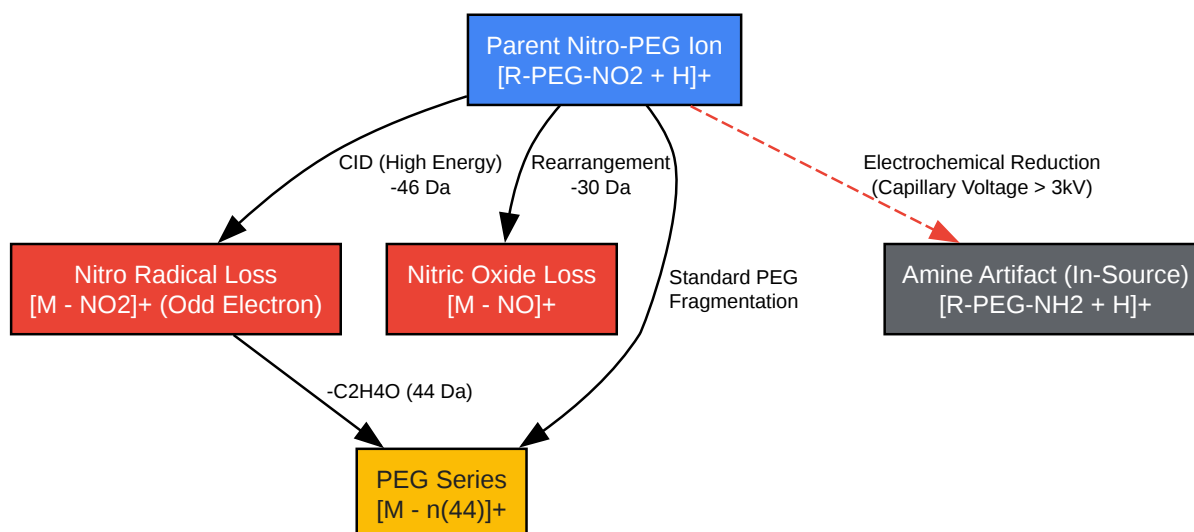 Parent Nitro-PEG Ion
[R-PEG-NO2 + H]+
CID (High Energy)
-46 Da
Rearrangement
-30 Da
Electrochemical Reduction
(Capillary Voltage > 3kV)
Nitro Radical Loss
[M - NO2]+ (Odd Electron)
Nitric Oxide Loss
[M - NO]+
Standard PEG
Fragmentation
Amine Artifact (In-Source)
[R-PEG-NH2 + H]+
-C2H4O (44 Da)
PEG Series
[M - n(44)]+